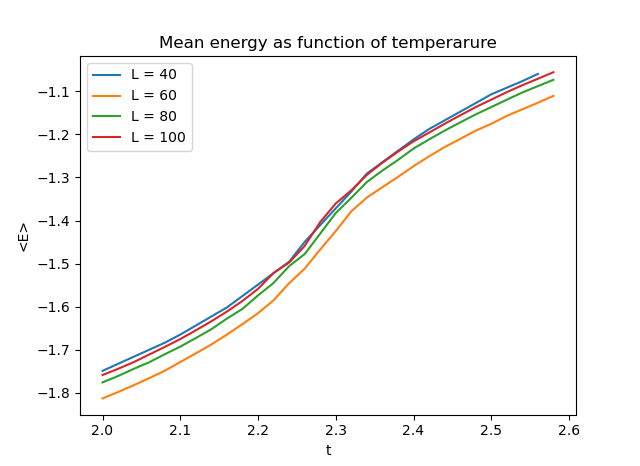 Mean energy as function of temperarure
L = 40
L = 60
L = 80
L = 100
−1.1
−1.2
−1.3
−1.4
−1.5
−1.6
−1.7
−1.8
<E>
2.0 2.1 2.2 2.3 2.4 2.5 2.6
t